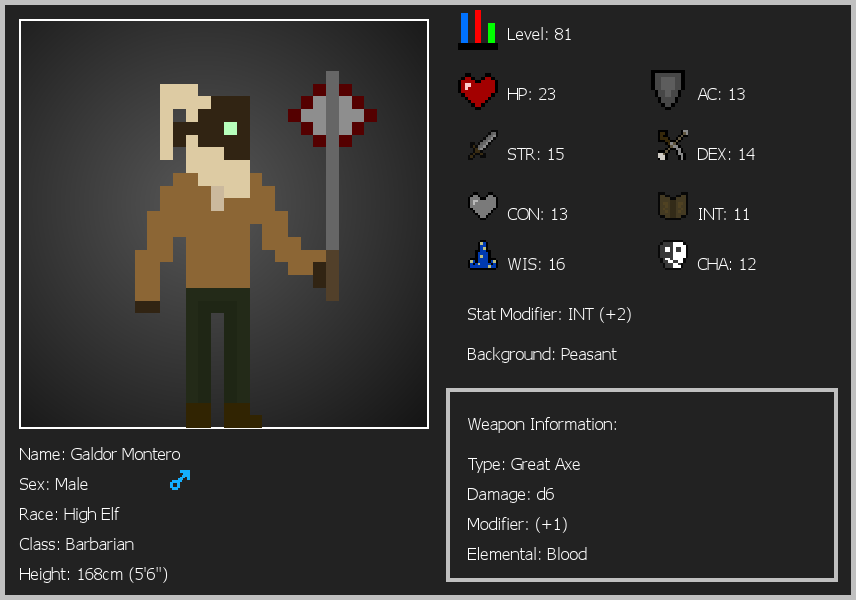 Level: 81
HP: 23
AC: 13
STR: 15
DEX: 14
CON: 13
INT: 11
WIS: 16
CHA: 12
Stat Modifier: INT (+2)
Background: Peasant
Weapon Information:
Type: Great Axe
Damage: d6
Modifier: (+1)
Elemental: Blood
Name: Galdor Montero
Sex: Male
Race: High Elf
Class: Barbarian
Height: 168cm (5'6")